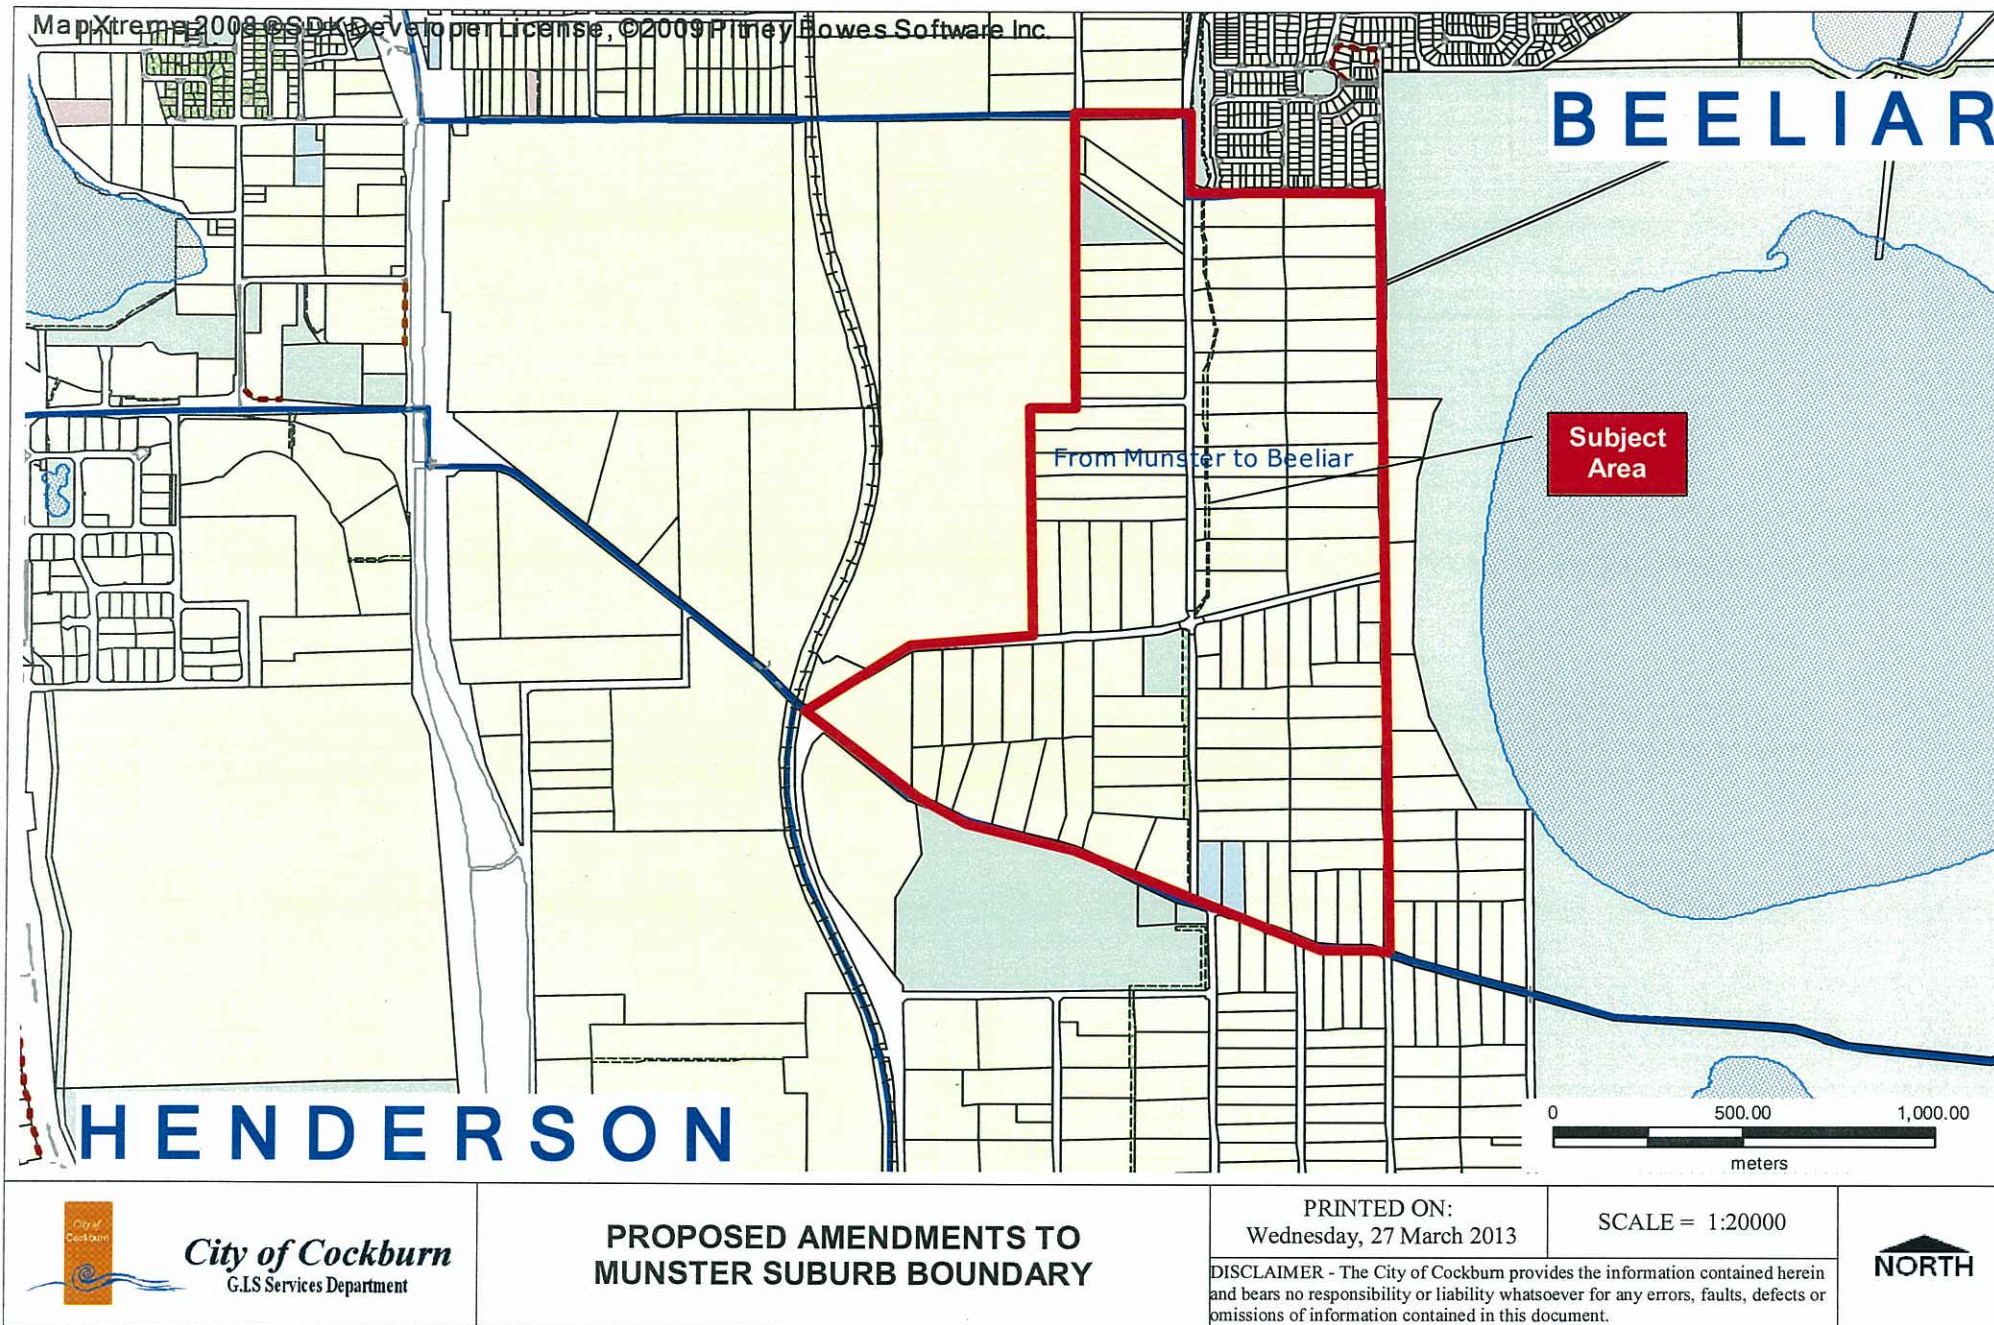 MapXtreme 2008 ® SDK Developer License, ©2009 Pitney Bowes Software Inc.
BEELIAR
Subject
Area
From Munster to Beeliar
HENDERSON
0 500.00 1,000.00
meters
City of
Cockburn
City of Cockburn
G.I.S Services Department
PROPOSED AMENDMENTS TO
MUNSTER SUBURB BOUNDARY
PRINTED ON:
Wednesday, 27 March 2013
SCALE = 1:20000
DISCLAIMER - The City of Cockburn provides the information contained herein
and bears no responsibility or liability whatsoever for any errors, faults, defects or
omissions of information contained in this document.
NORTH